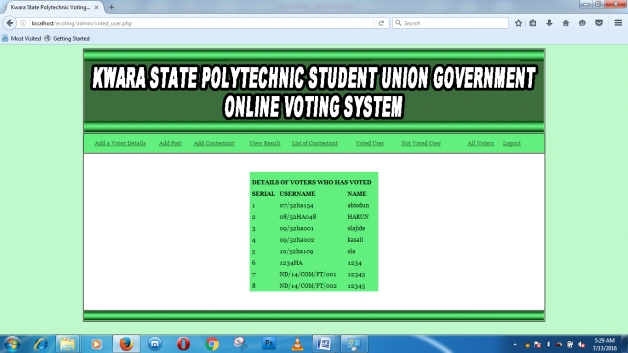 Kwara State Polytechnic Voting...
localhost/evoting/admin/voted_user.php
Search
Most Visited Getting Started
KWARA STATE POLYTECHNIC STUDENT UNION GOVERNMENT
ONLINE VOTING SYSTEM
Add a Voter Details Add Post Add Contestant View Result List of Contestant Voted User Not Voted User All Voters Logout
DETAILS OF VOTERS WHO HAS VOTED
SERIAL USERNAME NAME
1 07/52ha154 abiodun
2 08/52HA048 HARUN
3 09/52ha001 olajide
4 09/52ha002 kasali
5 10/52ha109 ola
6 1234HA 1234
7 ND/14/COM/FT/001 12345
8 ND/14/COM/FT/002 12345
5:29 AM
7/13/2016